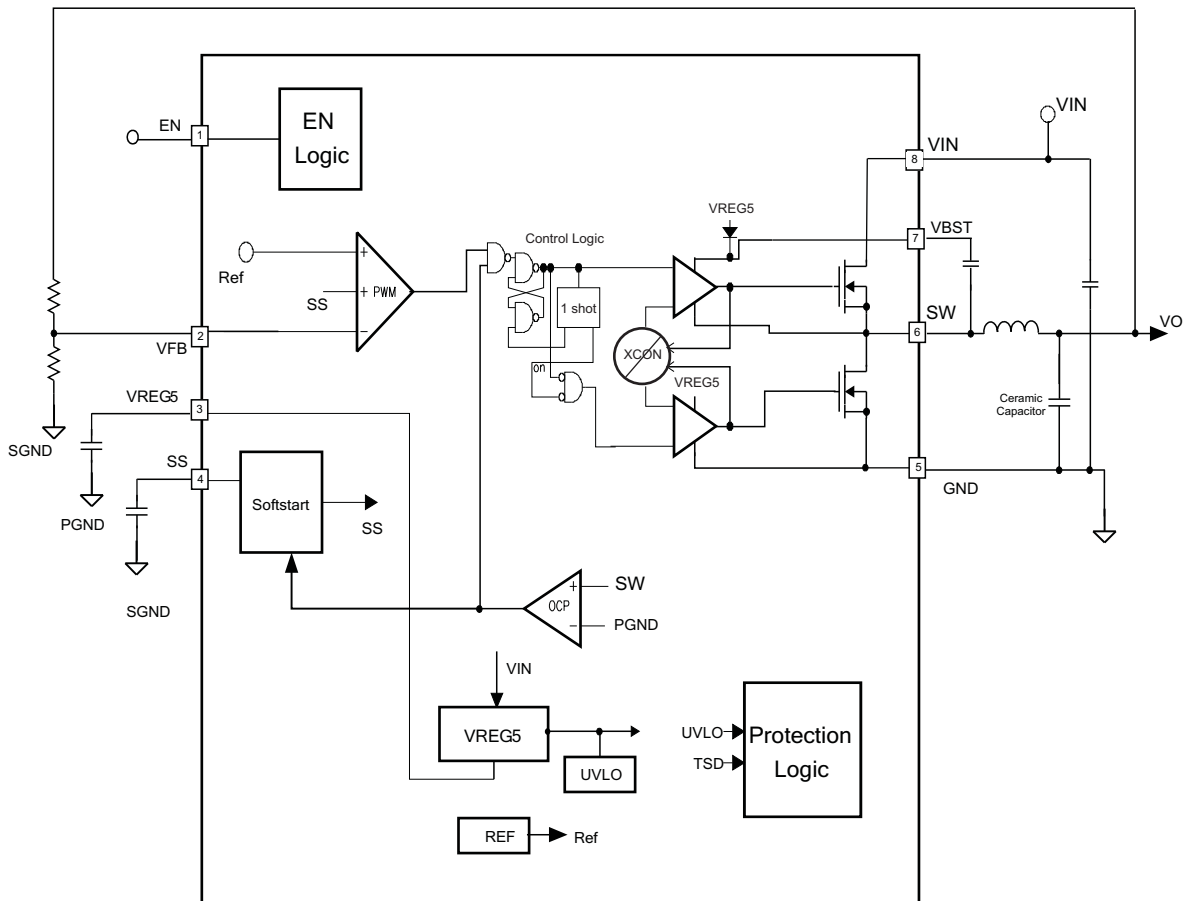 VIN
EN
1
EN
Logic
VIN
8
VREG5
VBST
7
Control Logic
Ref
+
+
PWM
−
SS
1 shot
SW
6
VO
VFB
2
XCON
on
VREG5
VREG5
3
Ceramic
Capacitor
SGND
SS
4
5
GND
Softstart
SS
PGND
SGND
+
OCP
−
SW
PGND
VIN
VREG5
UVLO
UVLO
TSD
Protection
Logic
REF
Ref